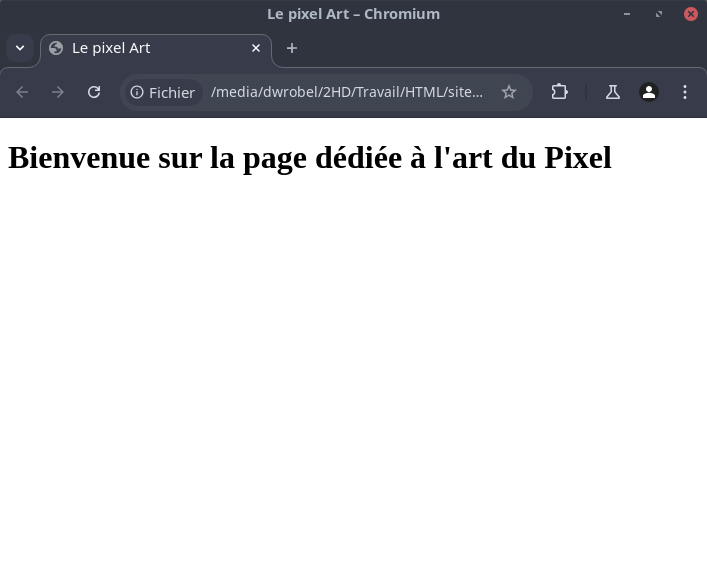 Le pixel Art – Chromium
Le pixel Art
Fichier /media/dwrobel/2HD/Travail/HTML/site...
Bienvenue sur la page dédiée à l'art du Pixel